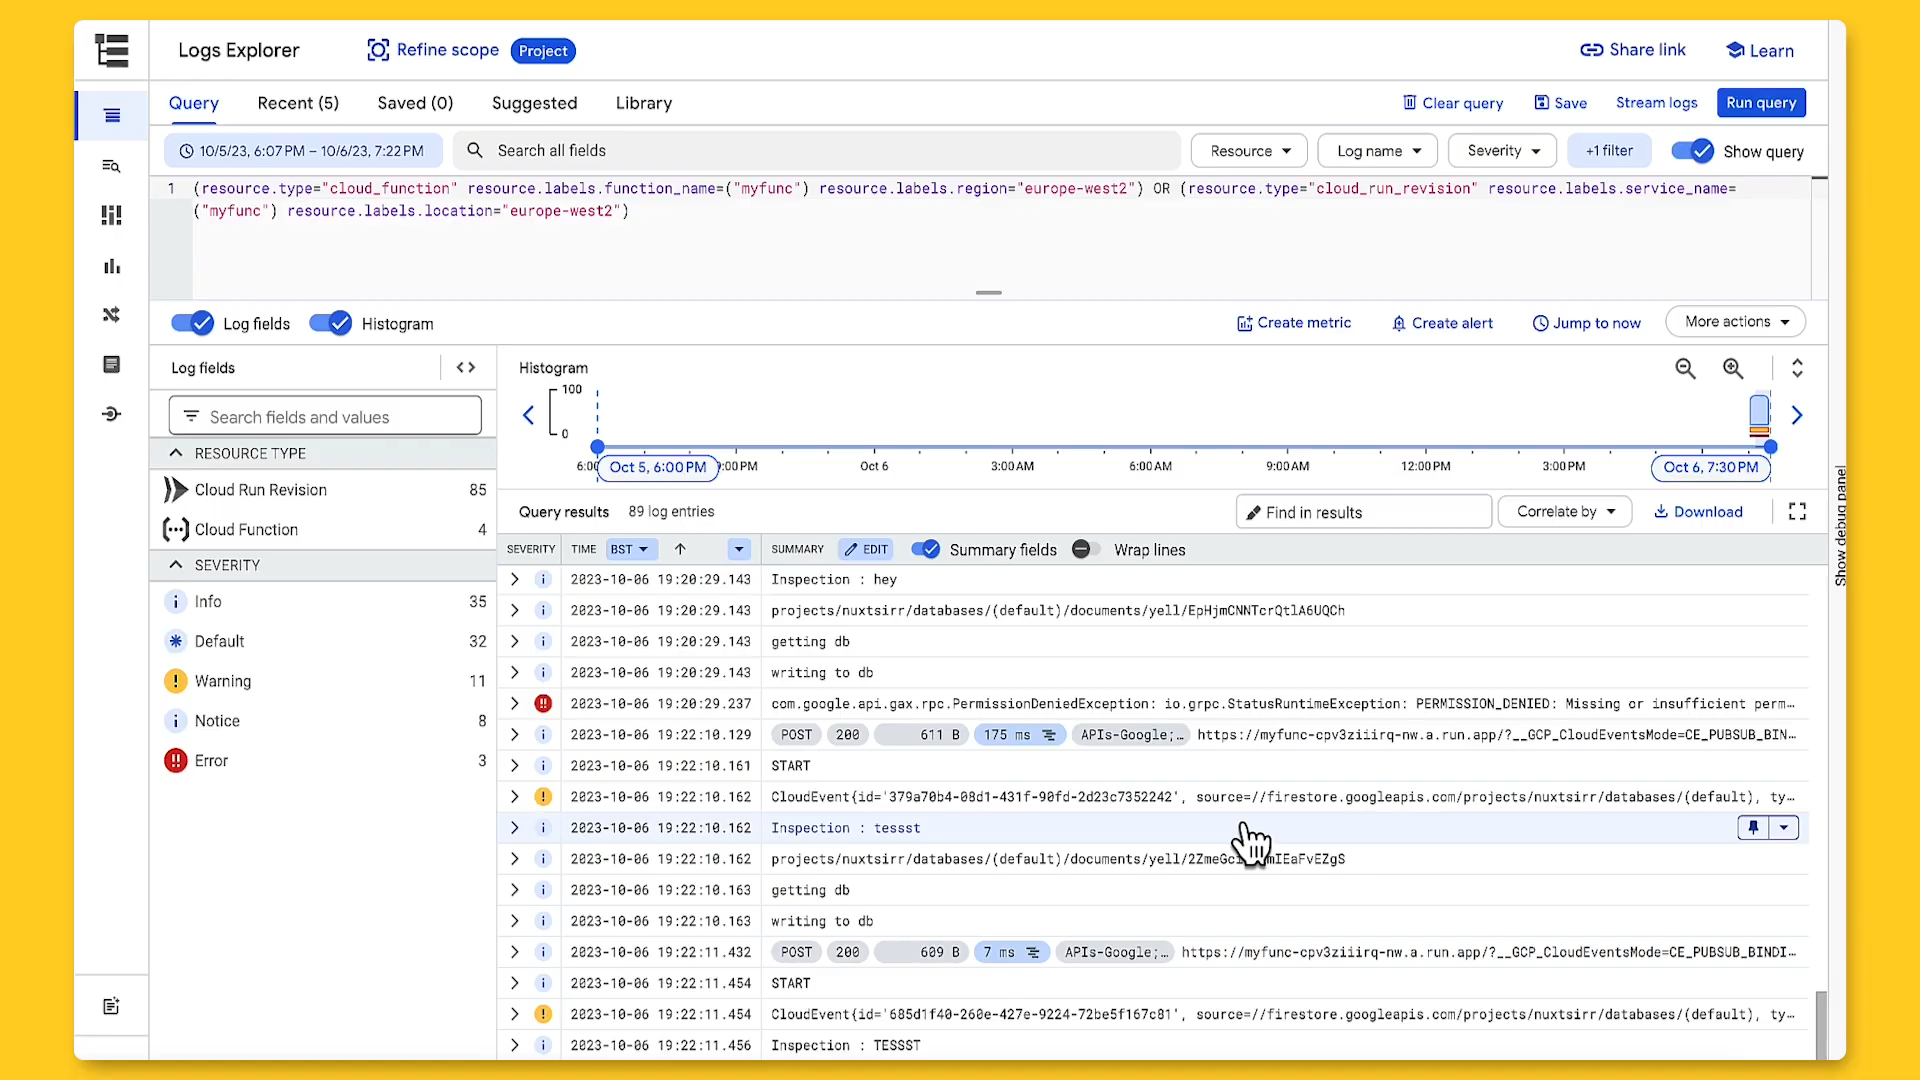 Logs Explorer Refine scope Project Share link Learn
Query Recent (5) Saved (0) Suggested Library Clear query Save Stream logs Run query
10/5/23, 6:07 PM – 10/6/23, 7:22 PM Search all fields Resource Log name Severity +1 filter Show query
1 (resource.type="cloud_function" resource.labels.function_name=("myfunc") resource.labels.region="europe-west2") OR (resource.type="cloud_run_revision" resource.labels.service_name=
("myfunc") resource.labels.location="europe-west2")
Log fields Histogram Create metric Create alert Jump to now More actions
Log fields
Search fields and values
RESOURCE TYPE
Cloud Run Revision 85
Cloud Function 4
SEVERITY
Info 35
Default 32
Warning 11
Notice 8
Error 3
Histogram
100
0
6:00 Oct 5, 6:00 PM 9:00 PM Oct 6 3:00 AM 6:00 AM 9:00 AM 12:00 PM 3:00 PM Oct 6, 7:30 PM
Query results 89 log entries Find in results Correlate by Download
SEVERITY TIME BST SUMMARY EDIT Summary fields Wrap lines
2023-10-06 19:20:29.143 Inspection : hey
2023-10-06 19:20:29.143 projects/nuxtsirr/databases/(default)/documents/yell/EpHjmCNNTcrQtlA6UQCh
2023-10-06 19:20:29.143 getting db
2023-10-06 19:20:29.143 writing to db
2023-10-06 19:20:29.237 com.google.api.gax.rpc.PermissionDeniedException: io.grpc.StatusRuntimeException: PERMISSION_DENIED: Missing or insufficient perm…
2023-10-06 19:22:10.129 POST 200 611 B 175 ms APIs-Google;… https://myfunc-cpv3ziiirq-nw.a.run.app/?__GCP_CloudEventsMode=CE_PUBSUB_BIN…
2023-10-06 19:22:10.161 START
2023-10-06 19:22:10.162 CloudEvent{id='379a70b4-08d1-431f-90fd-2d23c7352242', source=//firestore.googleapis.com/projects/nuxtsirr/databases/(default), ty…
2023-10-06 19:22:10.162 Inspection : tessst
2023-10-06 19:22:10.162
2023-10-06 19:22:10.163 getting db
2023-10-06 19:22:10.163 writing to db
2023-10-06 19:22:11.432 POST 200 609 B 7 ms APIs-Google;… https://myfunc-cpv3ziiirq-nw.a.run.app/?__GCP_CloudEventsMode=CE_PUBSUB_BINDI…
2023-10-06 19:22:11.454 START
2023-10-06 19:22:11.454 CloudEvent{id='685d1f40-260e-427e-9224-72be5f167c81', source=//firestore.googleapis.com/projects/nuxtsirr/databases/(default), ty…
2023-10-06 19:22:11.456 Inspection : TESSST
Show debug panel